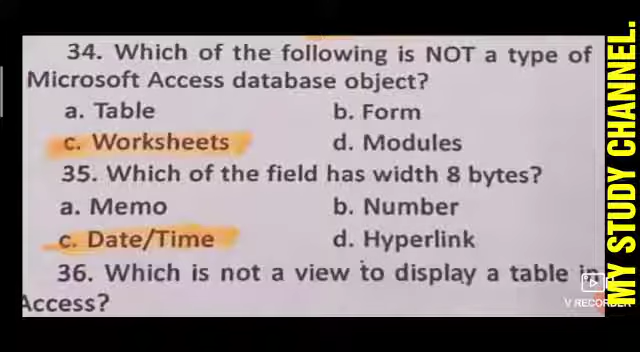 34. Which of the following is NOT a type of
Microsoft Access database object?
a. Table b. Form
c. Worksheets d. Modules
35. Which of the field has width 8 bytes?
a. Memo b. Number
c. Date/Time d. Hyperlink
36. Which is not a view to display a table in
Access?
MY STUDY CHANNEL.
V RECORDER